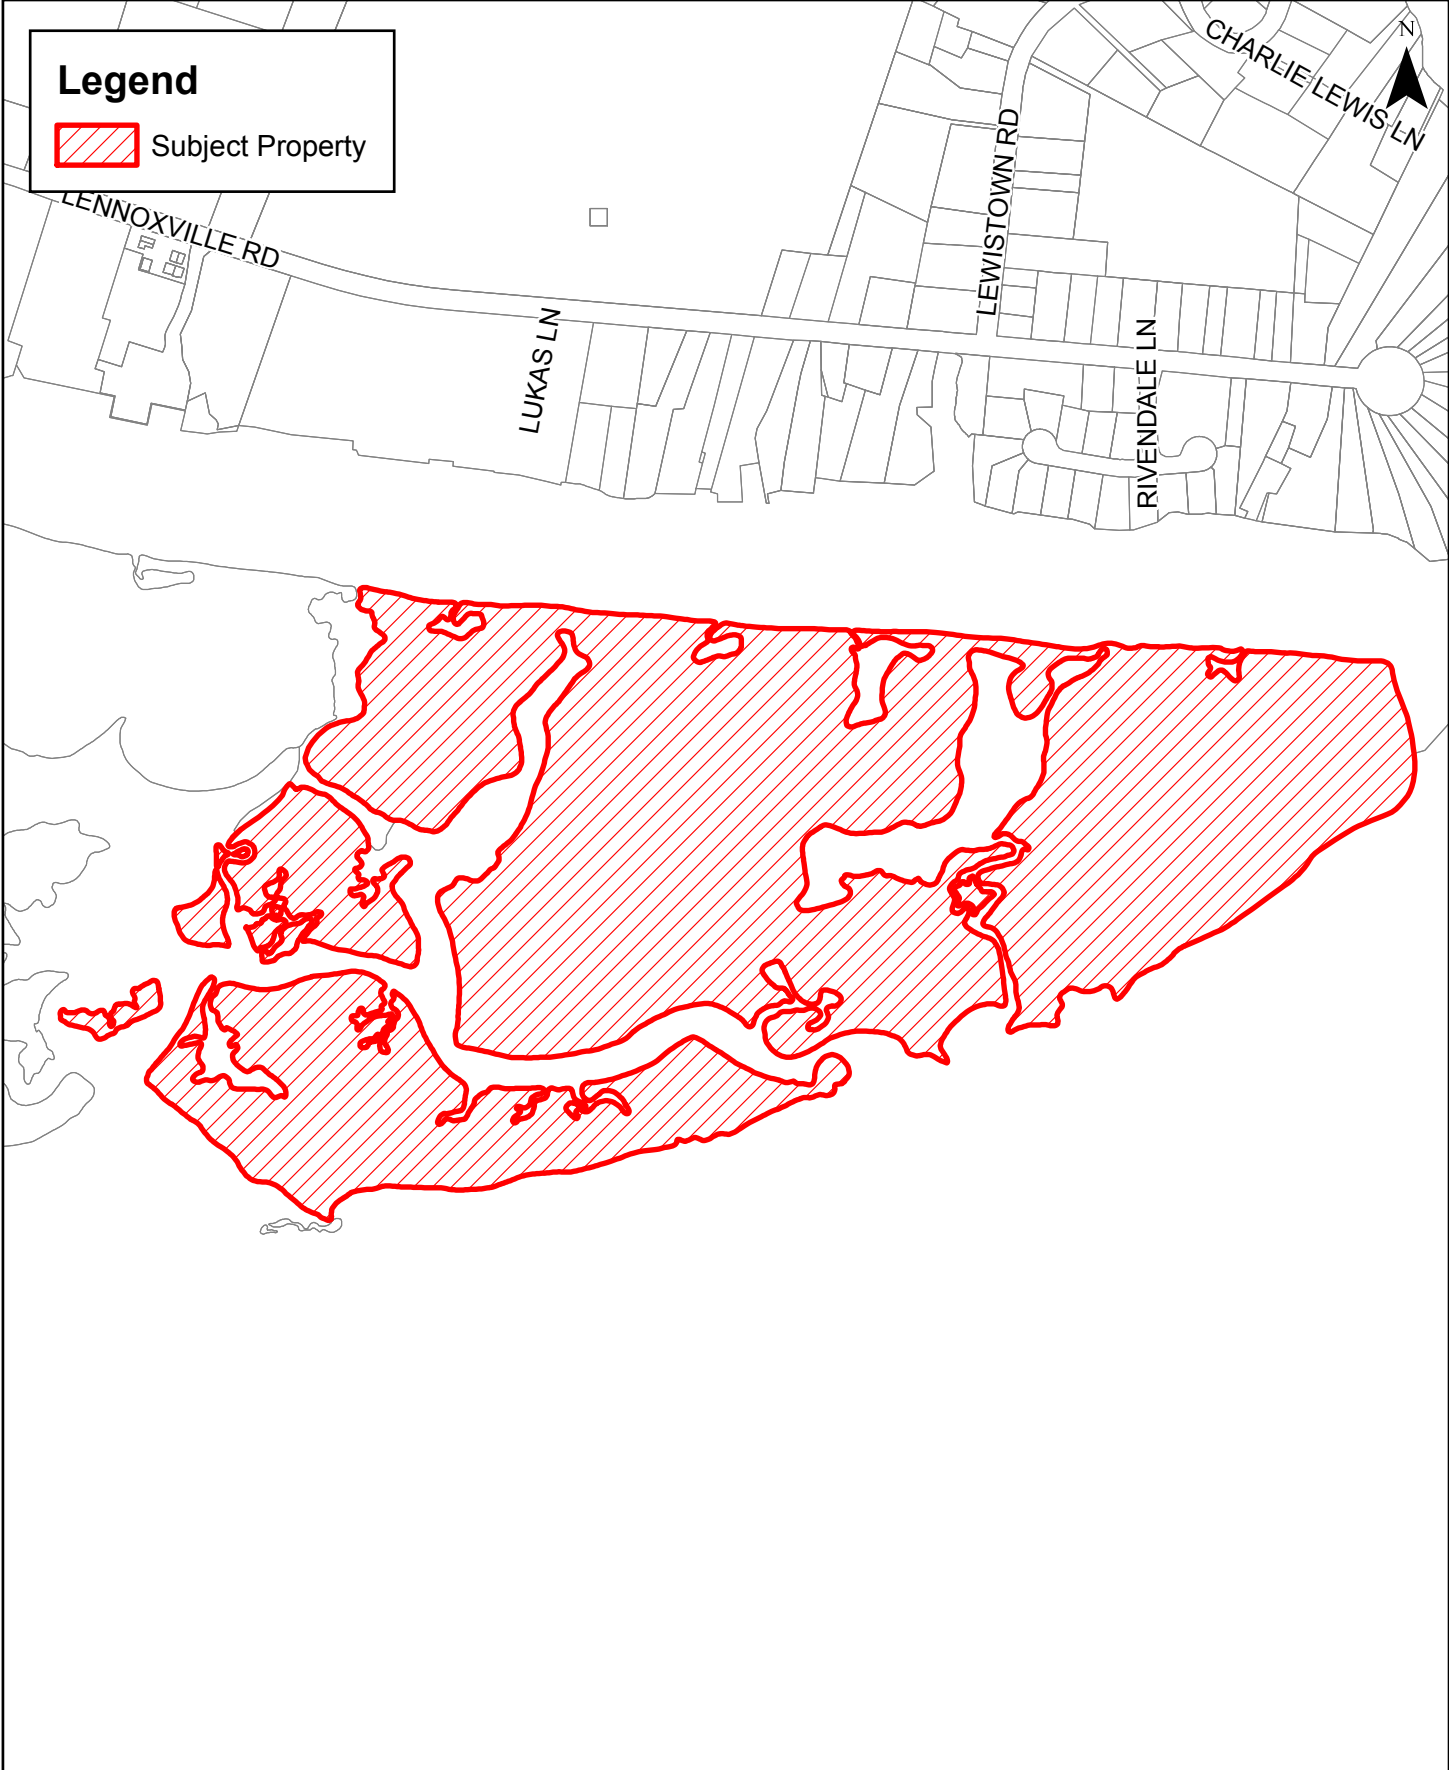 Legend
Subject Property
N
CHARLIE LEWIS LN
LENNOXVILLE RD
LEWISTOWN RD
LUKAS LN
RIVENDALE LN